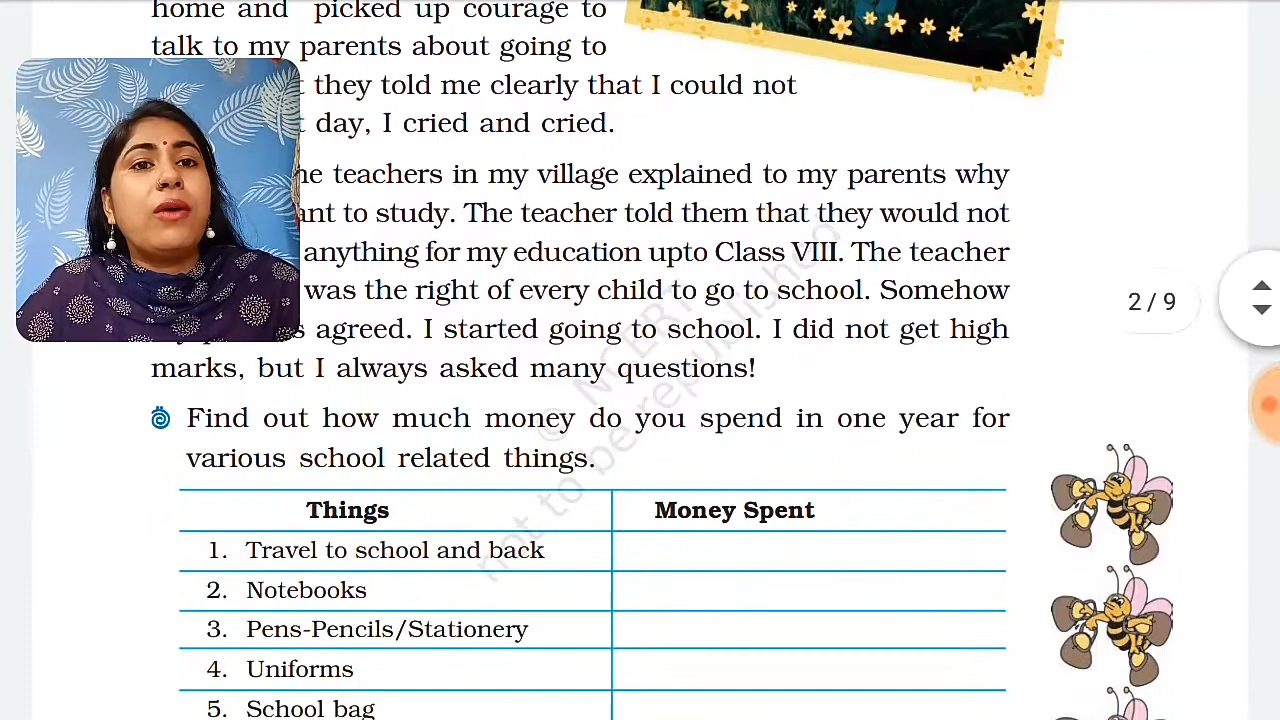 home and picked up courage to
talk to my parents about going to
they told me clearly that I could not
day, I cried and cried.
teachers in my village explained to my parents why
to study. The teacher told them that they would not
anything for my education upto Class VIII. The teacher
was the right of every child to go to school. Somehow
agreed. I started going to school. I did not get high
marks, but I always asked many questions!
Find out how much money do you spend in one year for
various school related things.
Things Money Spent
1. Travel to school and back
2. Notebooks
3. Pens-Pencils/Stationery
4. Uniforms
5. School bag
2 / 9
© NCERT
not to be republished